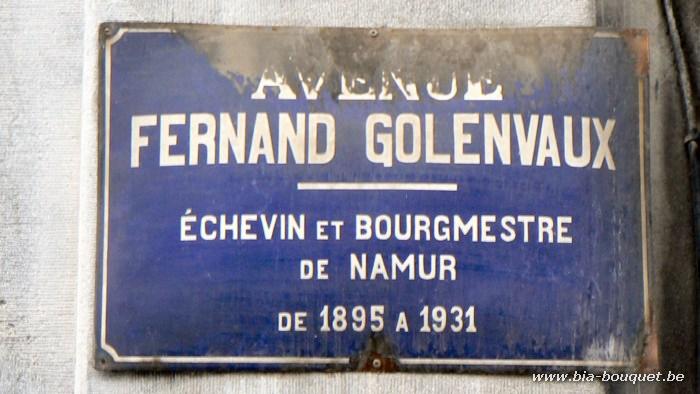 AVENUE
FERNAND GOLENVAUX
ÉCHEVIN ET BOURGMESTRE
DE NAMUR
DE 1895 A 1931
www.bia-bouquet.be